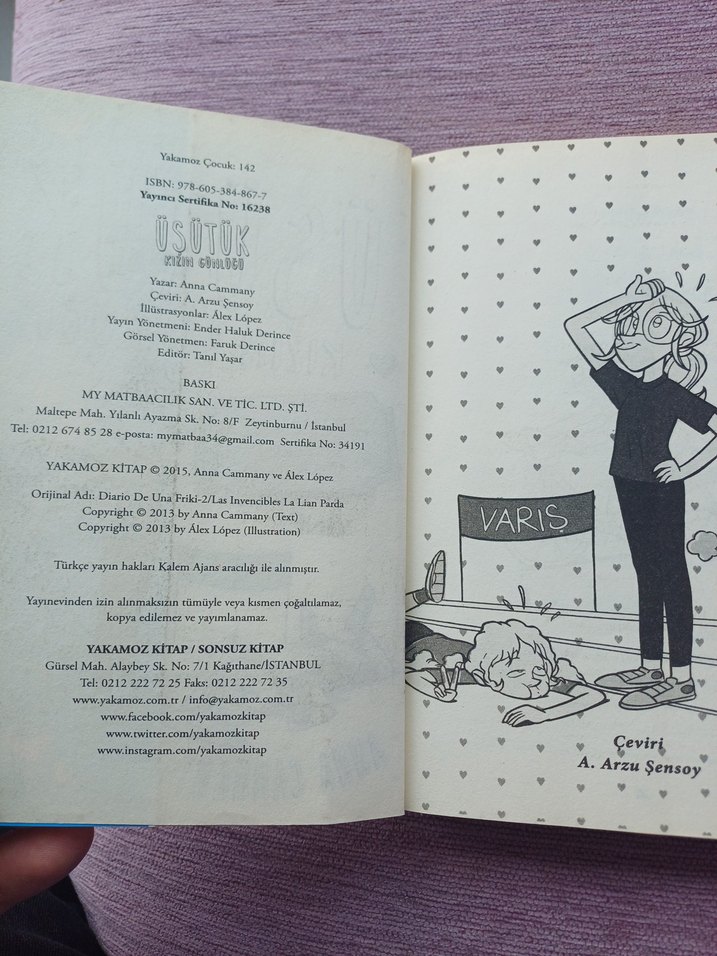 Yakamoz Çocuk: 142
ISBN: 978-605-384-867-7
Yayıncı Sertifika No: 16238
ÜŞÜTÜK
KIZIN GÜNLÜĞÜ
Yazar: Anna Cammany
Çeviri: A. Arzu Şensoy
İllüstrasyonlar: Álex López
Yayın Yönetmeni: Ender Haluk Derince
Görsel Yönetmen: Faruk Derince
Editör: Tanıl Yaşar
BASKI
MY MATBAACILIK SAN. VE TİC. LTD. ŞTİ.
Maltepe Mah. Yılanlı Ayazma Sk. No: 8/F Zeytinburnu / İstanbul
Tel: 0212 674 85 28 e-posta: mymatbaa34@gmail.com Sertifika No: 34191
YAKAMOZ KİTAP © 2015, Anna Cammany ve Álex López
Orijinal Adı: Diario De Una Friki-2/Las Invencibles La Lian Parda
Copyright © 2013 by Anna Cammany (Text)
Copyright © 2013 by Álex López (Illustration)
Türkçe yayın hakları Kalem Ajans aracılığı ile alınmıştır.
Yayınevinden izin alınmaksızın tümüyle veya kısmen çoğaltılamaz,
kopya edilemez ve yayımlanamaz.
YAKAMOZ KİTAP / SONSUZ KİTAP
Gürsel Mah. Alaybey Sk. No: 7/1 Kağıthane/İSTANBUL
Tel: 0212 222 72 25 Faks: 0212 222 72 35
www.yakamoz.com.tr / info@yakamoz.com.tr
www.facebook.com/yakamozkitap
www.twitter.com/yakamozkitap
www.instagram.com/yakamozkitap
VARIŞ
Çeviri
A. Arzu Şensoy